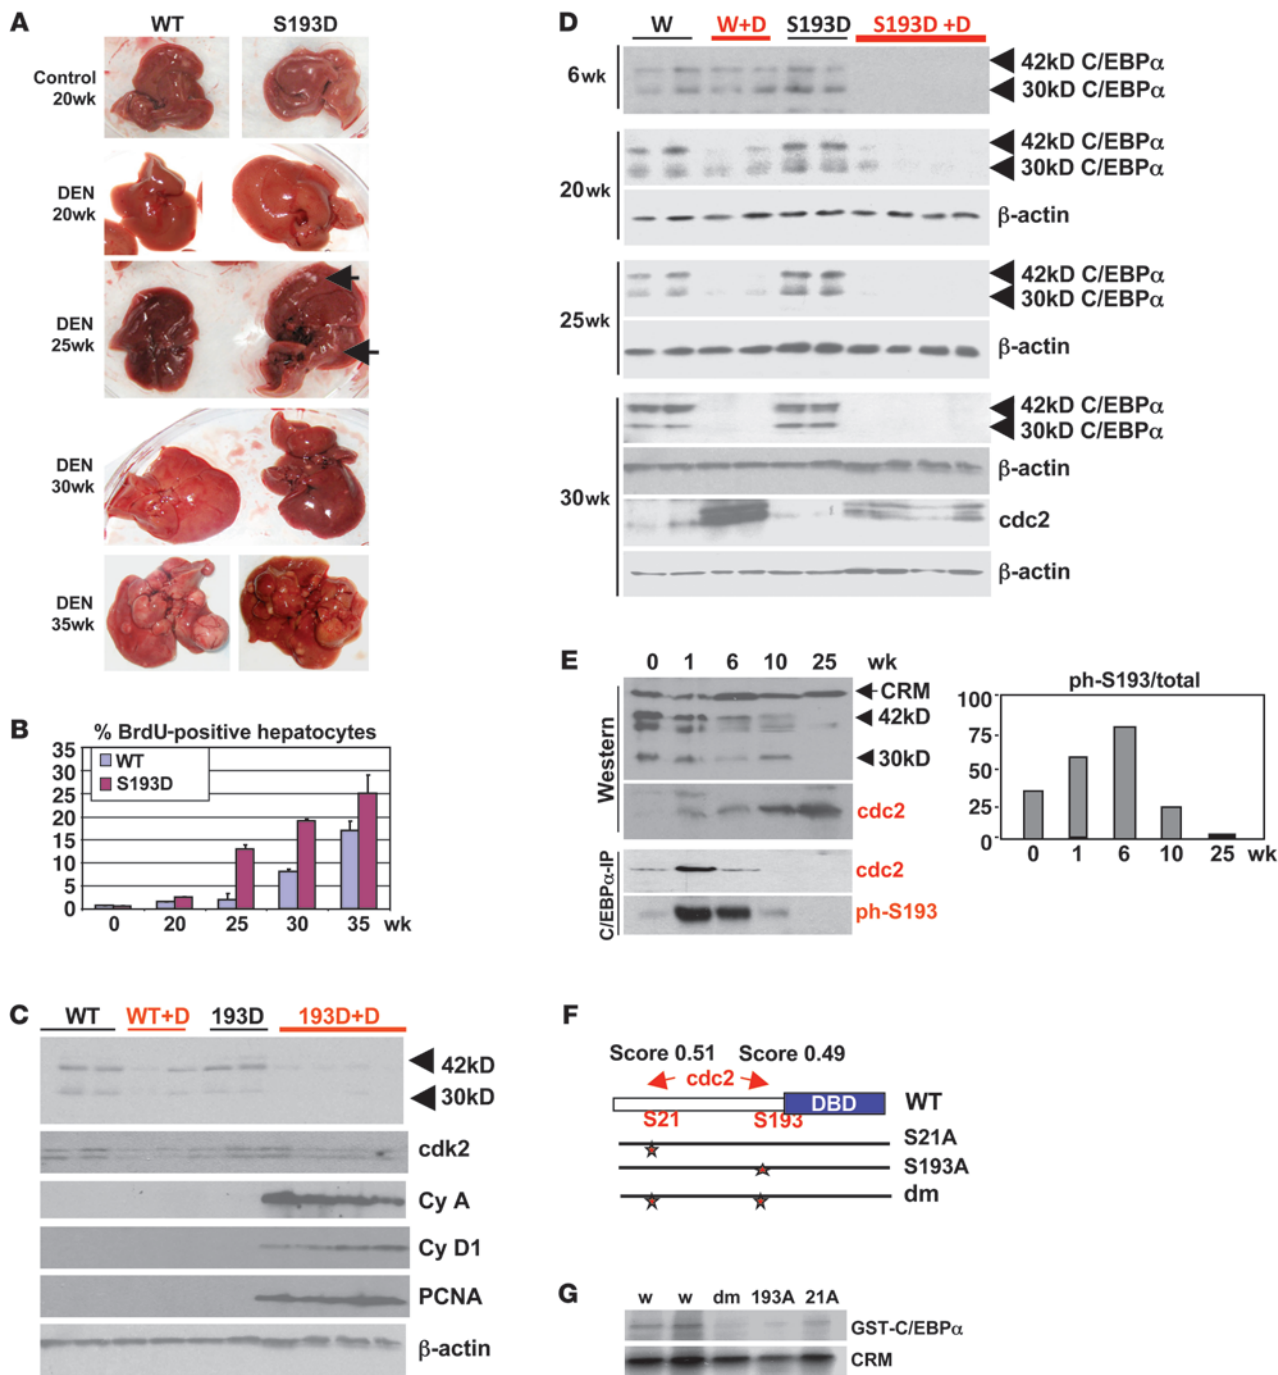 A
WT S193D
Control
20wk
DEN
20wk
DEN
25wk
DEN
30wk
DEN
35wk
B
% BrdU-positive hepatocytes
35
30
25
20
15
10
5
0
WT
S193D
0 20 25 30 35 wk
C
WT WT+D 193D 193D+D
42kD
30kD
cdk2
Cy A
Cy D1
PCNA
β-actin
D
W W+D S193D S193D +D
6wk
42kD C/EBPα
30kD C/EBPα
20wk
42kD C/EBPα
30kD C/EBPα
β-actin
25wk
42kD C/EBPα
30kD C/EBPα
β-actin
30wk
42kD C/EBPα
30kD C/EBPα
β-actin
cdc2
β-actin
E
0 1 6 10 25 wk
Western
CRM
42kD
30kD
cdc2
C/EBPα-IP
cdc2
ph-S193
ph-S193/total
100
75
50
25
0
0 1 6 10 25 wk
F
Score 0.51 Score 0.49
cdc2
DBD WT
S21 S193
S21A
S193A
dm
G
w w dm 193A 21A
GST-C/EBPα
CRM